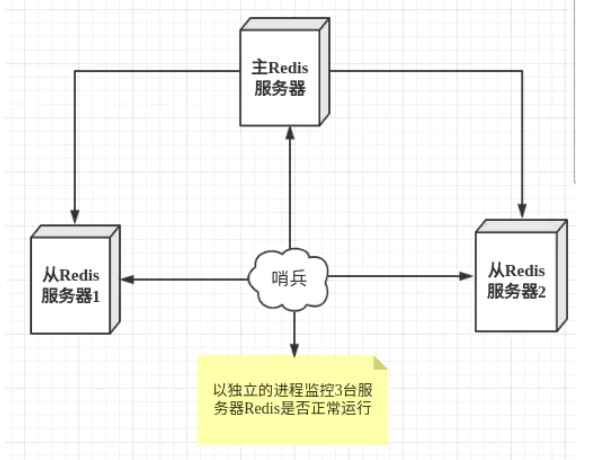 主Redis
服务器
从Redis
服务器1
哨兵
从Redis
服务器2
以独立的进程监控3台服
务器Redis是否正常运行